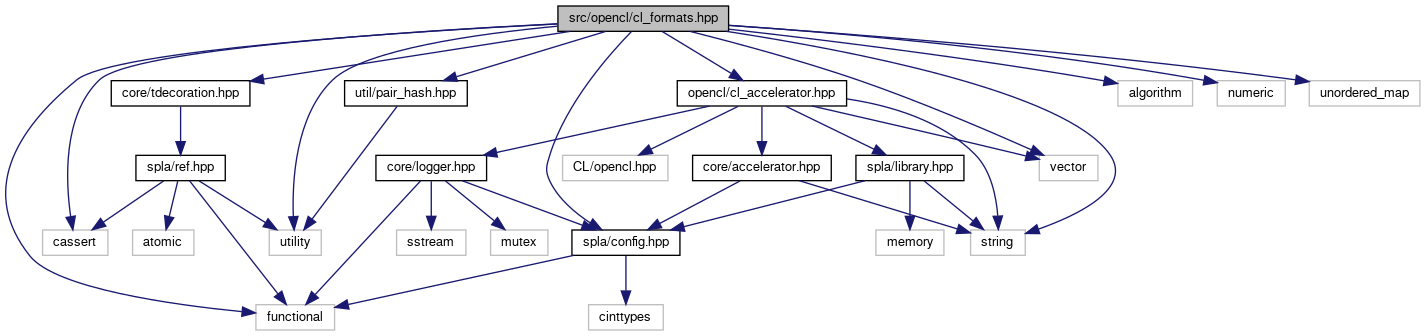 src/opencl/cl_formats.hpp
core/tdecoration.hpp
util/pair_hash.hpp
opencl/cl_accelerator.hpp
algorithm
numeric
unordered_map
spla/ref.hpp
core/logger.hpp
CL/opencl.hpp
core/accelerator.hpp
spla/library.hpp
vector
cassert
atomic
utility
sstream
mutex
spla/config.hpp
memory
string
functional
cinttypes